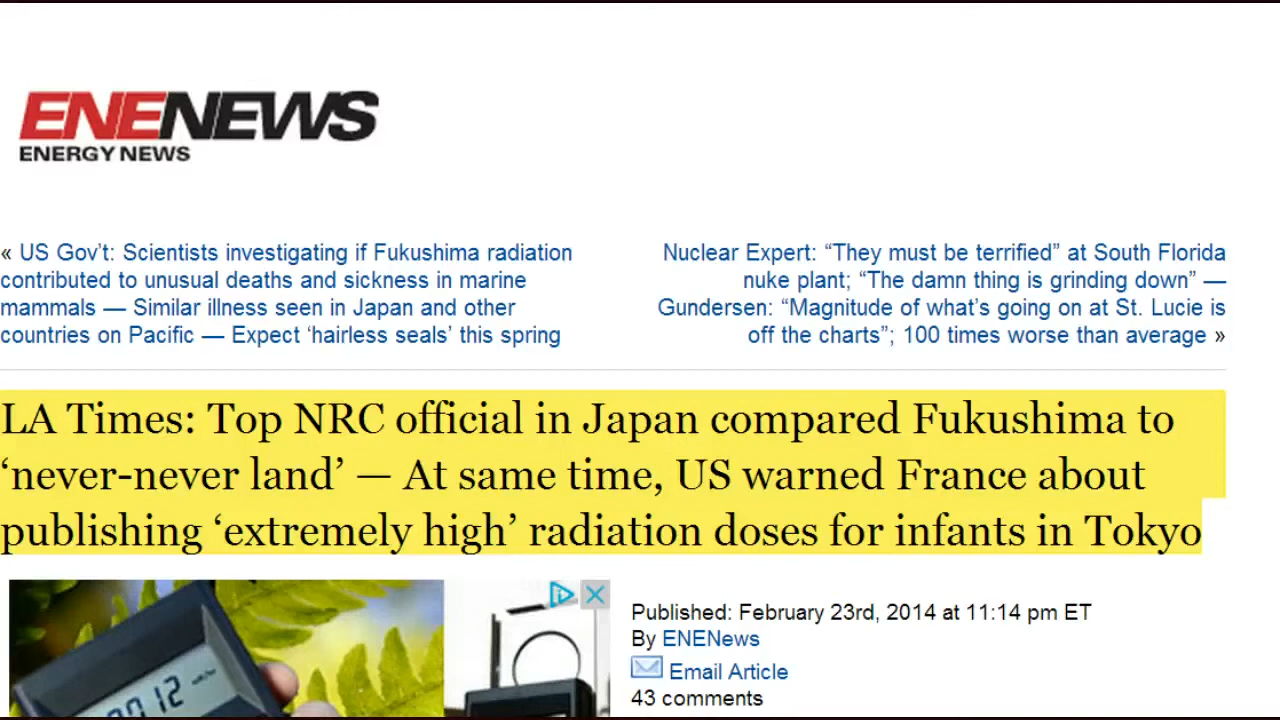 ENENEWS
ENERGY NEWS
« US Gov't: Scientists investigating if Fukushima radiation
contributed to unusual deaths and sickness in marine
mammals — Similar illness seen in Japan and other
countries on Pacific — Expect ‘hairless seals’ this spring
Nuclear Expert: “They must be terrified” at South Florida
nuke plant; “The damn thing is grinding down” —
Gundersen: “Magnitude of what’s going on at St. Lucie is
off the charts”; 100 times worse than average »
LA Times: Top NRC official in Japan compared Fukushima to
‘never-never land’ — At same time, US warned France about
publishing ‘extremely high’ radiation doses for infants in Tokyo
Published: February 23rd, 2014 at 11:14 pm ET
By ENENews
Email Article
43 comments